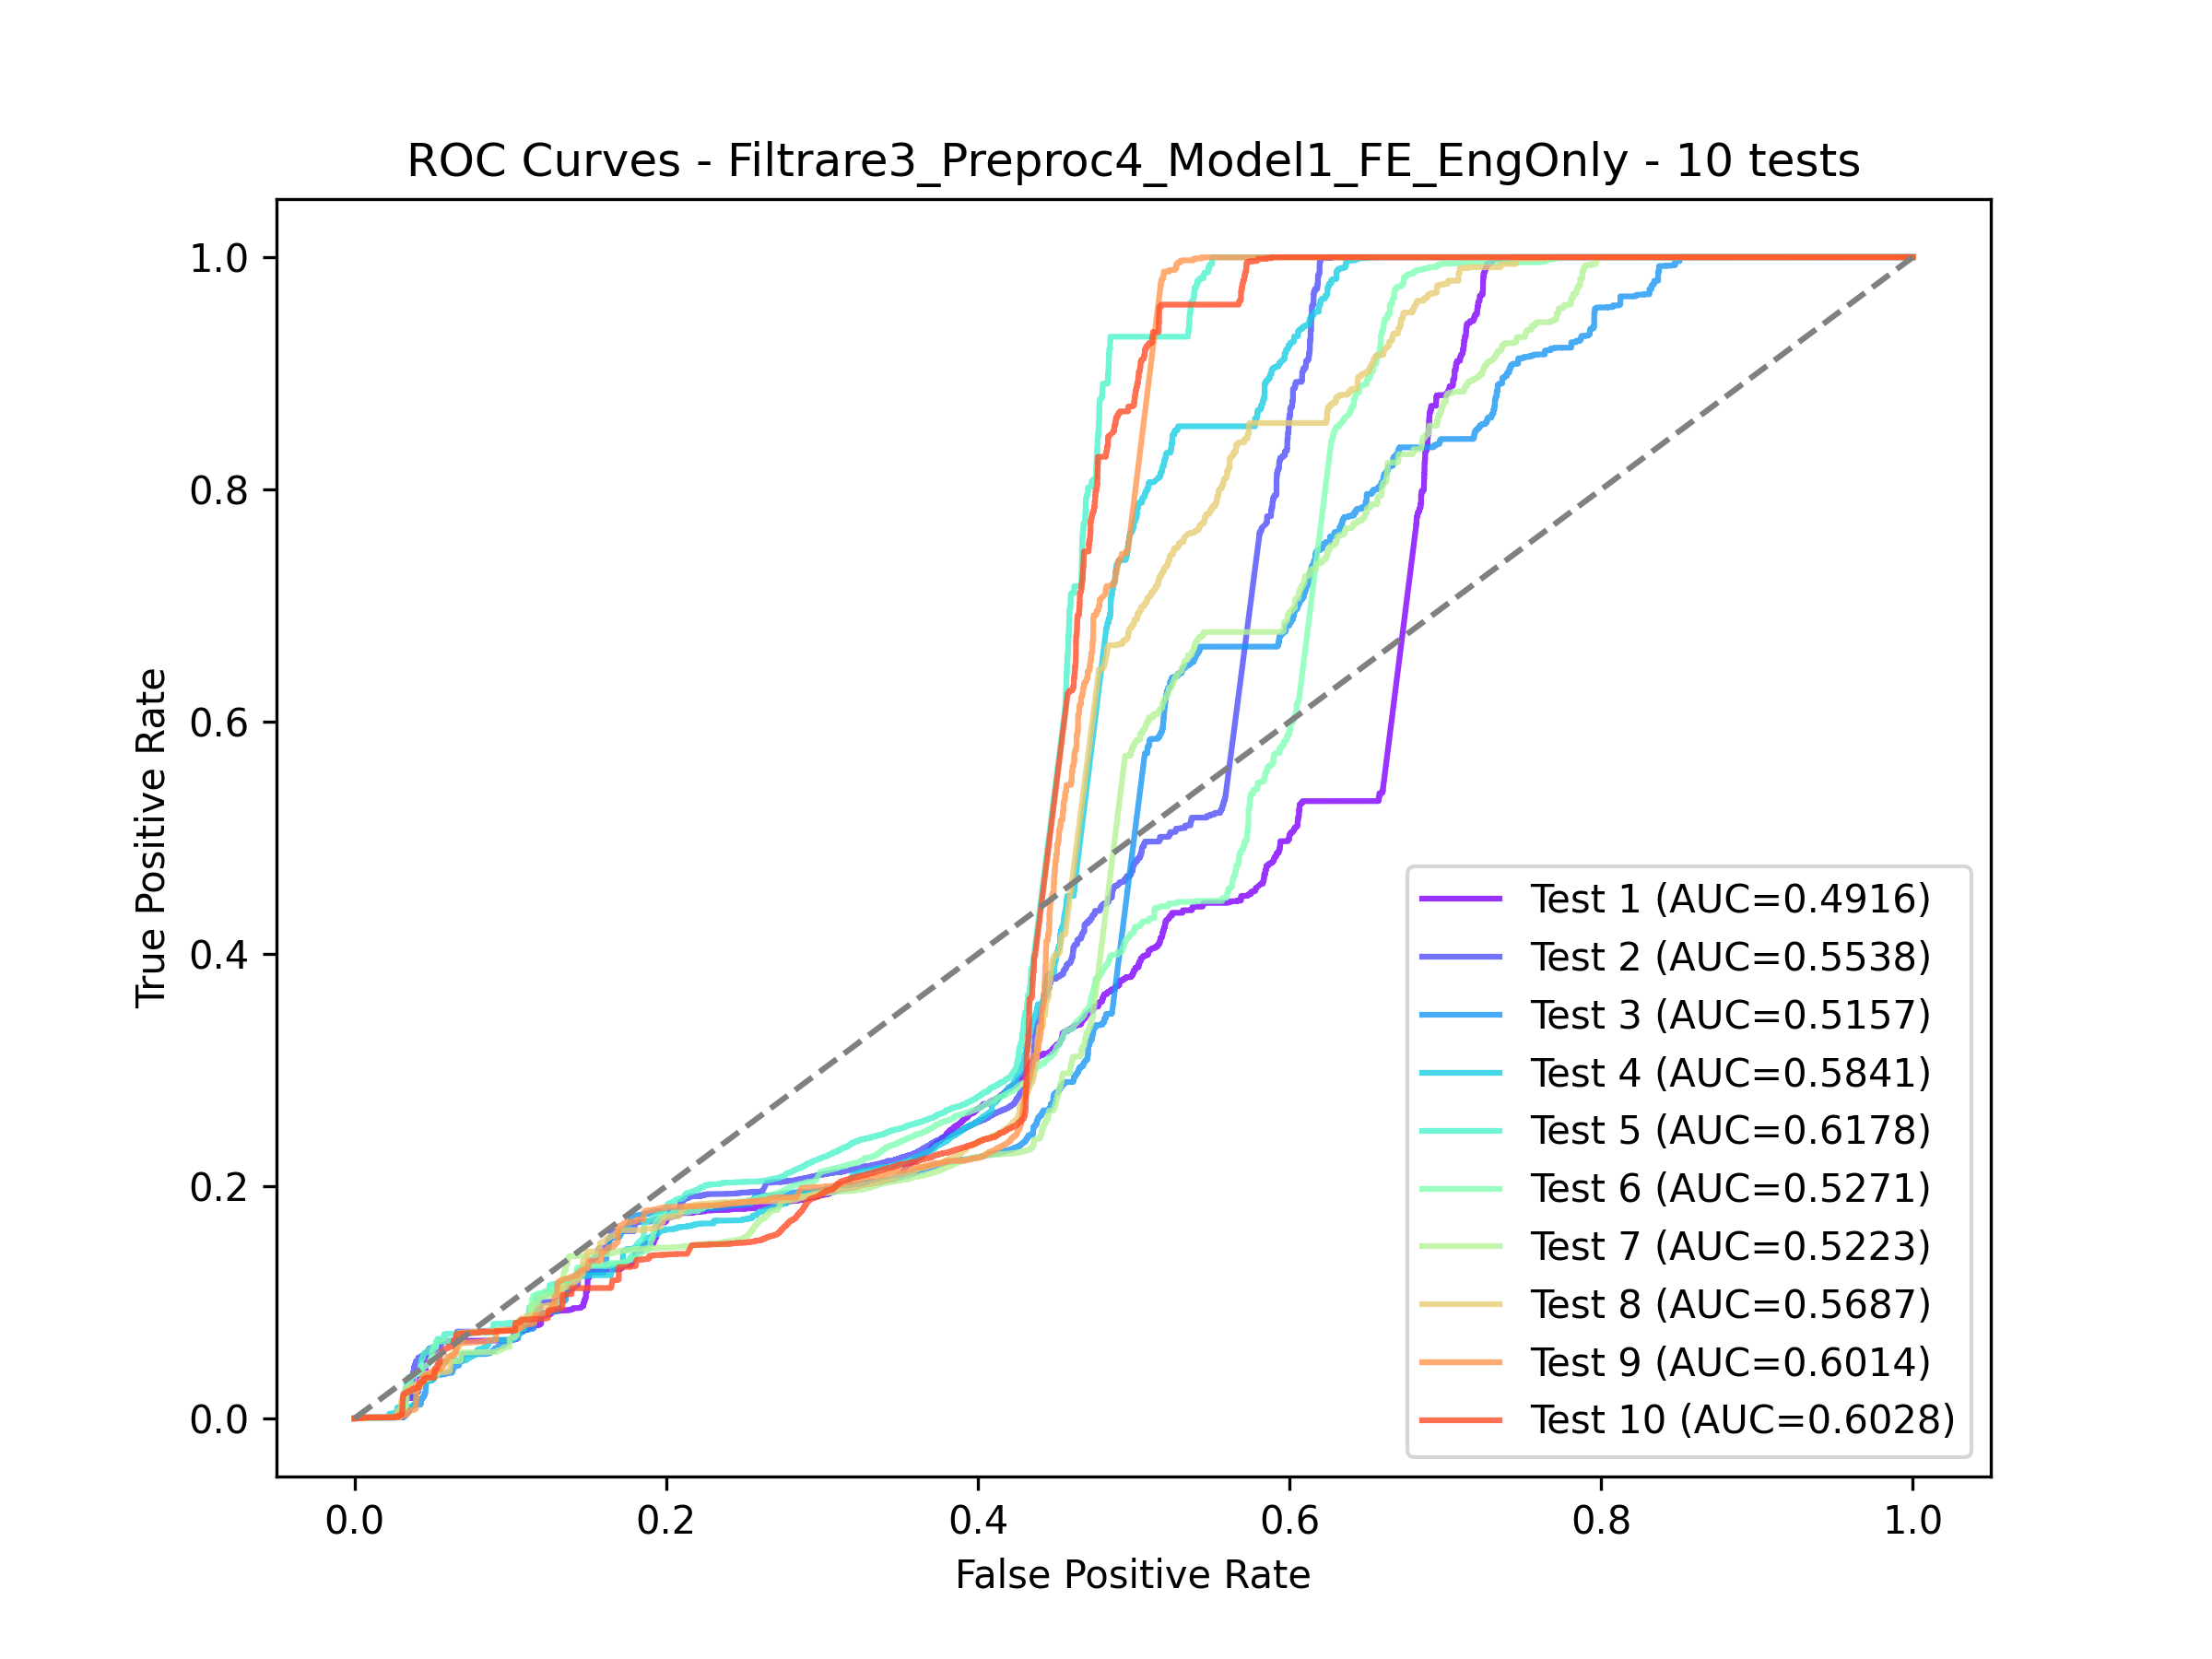 ROC Curves - Filtrare3_Preproc4_Model1_FE_EngOnly - 10 tests
1.0
0.8
0.6
0.4
0.2
0.0
True Positive Rate
Test 1 (AUC=0.4916)
Test 2 (AUC=0.5538)
Test 3 (AUC=0.5157)
Test 4 (AUC=0.5841)
Test 5 (AUC=0.6178)
Test 6 (AUC=0.5271)
Test 7 (AUC=0.5223)
Test 8 (AUC=0.5687)
Test 9 (AUC=0.6014)
Test 10 (AUC=0.6028)
0.0 0.2 0.4 0.6 0.8 1.0
False Positive Rate